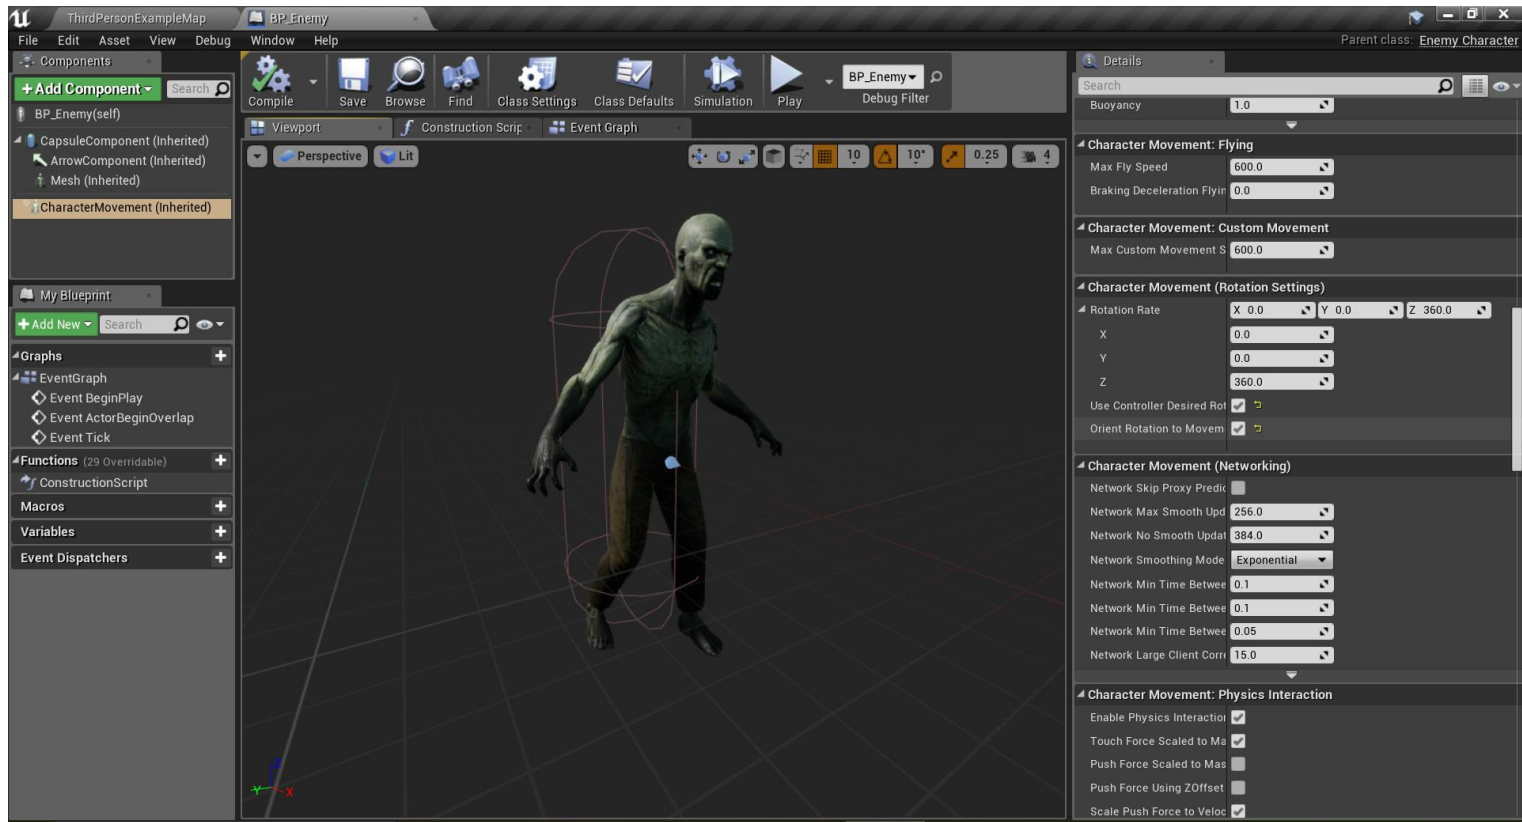 ThirdPersonExampleMap
BP_Enemy
File Edit Asset View Debug Window Help
Parent class: Enemy Character
Components
+Add Component
Search
BP_Enemy(self)
CapsuleComponent (Inherited)
ArrowComponent (Inherited)
Mesh (Inherited)
CharacterMovement (Inherited)
My Blueprint
+Add New
Search
Graphs
EventGraph
Event BeginPlay
Event ActorBeginOverlap
Event Tick
Functions (29 Overridable)
ConstructionScript
Macros
Variables
Event Dispatchers
Compile
Save
Browse
Find
Class Settings
Class Defaults
Simulation
Play
BP_Enemy
Debug Filter
Viewport
Construction Scrip
Event Graph
Perspective
Lit
10
10°
0.25
4
Z
Y
X
Details
Search
Buoyancy 1.0
Character Movement: Flying
Max Fly Speed 600.0
Braking Deceleration Flyin 0.0
Character Movement: Custom Movement
Max Custom Movement S 600.0
Character Movement (Rotation Settings)
Rotation Rate X 0.0 Y 0.0 Z 360.0
X 0.0
Y 0.0
Z 360.0
Use Controller Desired Rot
Orient Rotation to Movem
Character Movement (Networking)
Network Skip Proxy Predic
Network Max Smooth Upd 256.0
Network No Smooth Updat 384.0
Network Smoothing Mode Exponential
Network Min Time Betwee 0.1
Network Min Time Betwee 0.1
Network Min Time Betwee 0.05
Network Large Client Corr 15.0
Character Movement: Physics Interaction
Enable Physics Interaction
Touch Force Scaled to Ma
Push Force Scaled to Mas
Push Force Using ZOffset
Scale Push Force to Veloc